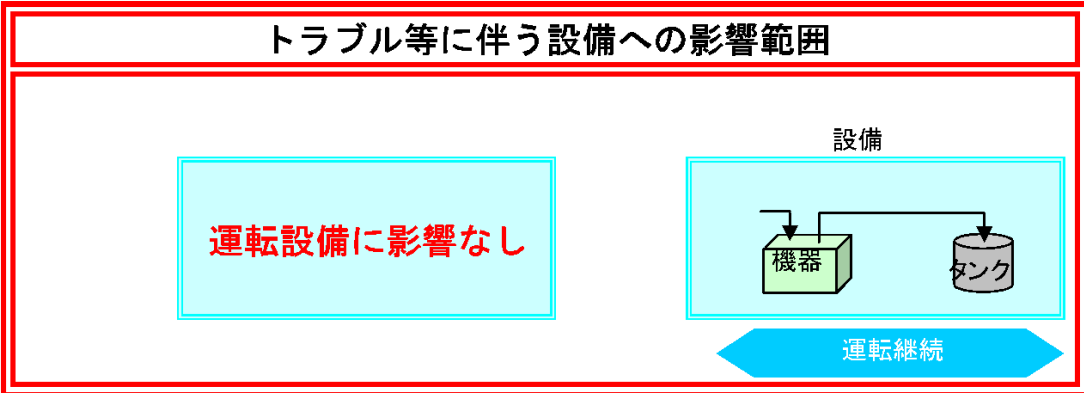 トラブル等に伴う設備への影響範囲
設備
運転設備に影響なし
機器
タンク
運転継続